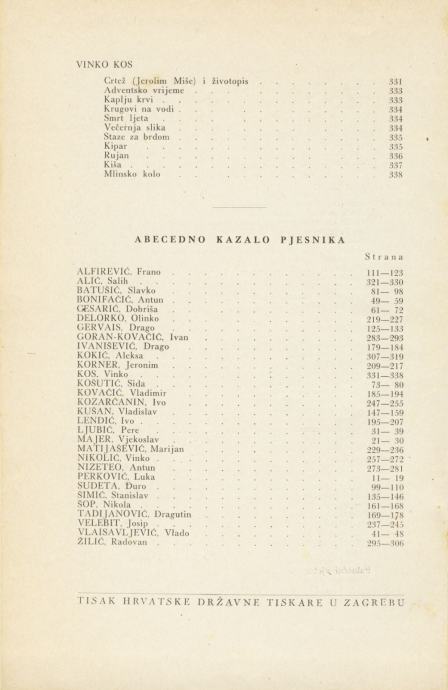 VINKO KOS
Crtež (Jerolim Miše) i životopis . . . . . . . 331
Adventsko vrijeme . . . . . . . . . 333
Kaplju krvi . . . . . . . . . . 333
Krugovi na vodi . . . . . . . . . . 334
Smrt ljeta . . . . . . . . . . 334
Večernja slika . . . . . . . . . . 334
Staze za brdom . . . . . . . . . . 335
Kipar . . . . . . . . . . . 335
Rujan . . . . . . . . . . . 336
Kiša . . . . . . . . . . . 337
Mlinsko kolo . . . . . . . . . . 338
ABECEDNO KAZALO PJESNIKA
Strana
ALFIREVIĆ, Frano . . . . . . . . . 111—123
ALIĆ, Salih . . . . . . . . . . 321—330
BATUŠIĆ, Slavko . . . . . . . . . 81— 98
BONIFAČIĆ, Antun . . . . . . . . . 49— 59
CESARIĆ, Dobriša . . . . . . . . . 61— 72
DELORKO, Olinko . . . . . . . . . 219—227
GERVAIS, Drago . . . . . . . . . 125—133
GORAN-KOVAČIĆ, Ivan . . . . . . . . 283—293
IVANIŠEVIĆ, Drago . . . . . . . . . 179—184
KOKIĆ, Aleksa . . . . . . . . . . 307—319
KORNER, Jeronim . . . . . . . . . 209—217
KOS, Vinko . . . . . . . . . . 331—338
KOŠUTIĆ, Sida . . . . . . . . . . 73— 80
KOVAČIĆ, Vladimir . . . . . . . . . 185—194
KOZARČANIN, Ivo . . . . . . . . . 247—255
KUŠAN, Vladislav . . . . . . . . . 147—159
LENDIĆ, Ivo . . . . . . . . . . 195—207
LJUBIĆ, Pere . . . . . . . . . . 31— 39
MAJER, Vjekoslav . . . . . . . . . 21— 30
MATIJAŠEVIĆ, Marijan . . . . . . . . 229—236
NIKOLIĆ, Vinko . . . . . . . . . . 257—272
NIZETEO, Antun . . . . . . . . . 273—281
PERKOVIĆ, Luka . . . . . . . . . 11— 19
SUDETA, Đuro . . . . . . . . . . 99—110
ŠIMIĆ, Stanislav . . . . . . . . . . 135—146
ŠOP, Nikola . . . . . . . . . . 161—168
TADIJANOVIĆ, Dragutin . . . . . . . . 169—178
VELEBIT, Josip . . . . . . . . . . 237—245
VLAISAVLJEVIĆ, Vlado . . . . . . . . 41— 48
ŽILIĆ, Radovan . . . . . . . . . . 295—306
TISAK HRVATSKE DRŽAVNE TISKARE U ZAGREBU